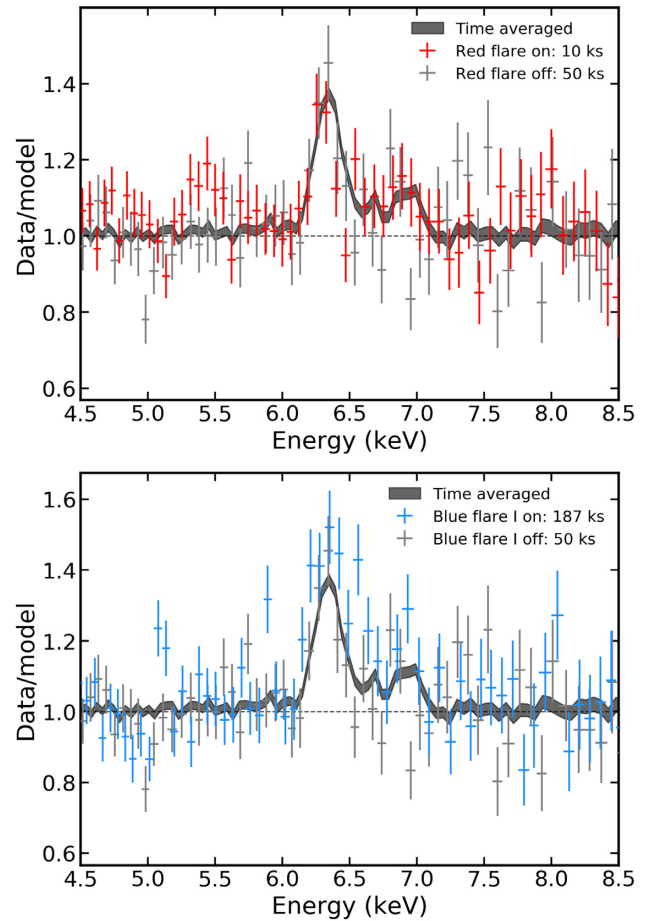 Time averaged
Red flare on: 10 ks
Red flare off: 50 ks
1.4
1.2
1.0
0.8
0.6
Data/model
4.5 5.0 5.5 6.0 6.5 7.0 7.5 8.0 8.5
Energy (keV)
Time averaged
Blue flare I on: 187 ks
Blue flare I off: 50 ks
1.6
1.4
1.2
1.0
0.8
0.6
Data/model
4.5 5.0 5.5 6.0 6.5 7.0 7.5 8.0 8.5
Energy (keV)